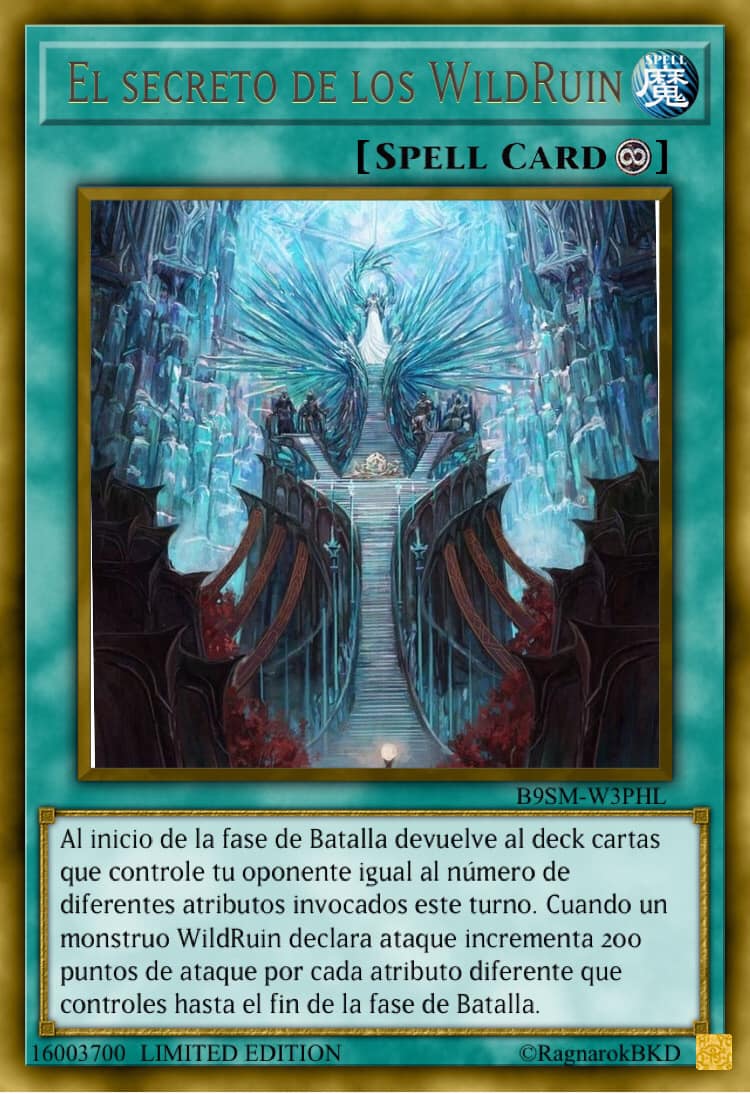 El secreto de los WildRuin
SPELL
魔
[Spell Card]
B9SM-W3PHL
Al inicio de la fase de Batalla devuelve al deck cartas
que controle tu oponente igual al número de
diferentes atributos invocados este turno. Cuando un
monstruo WildRuin declara ataque incrementa 200
puntos de ataque por cada atributo diferente que
controles hasta el fin de la fase de Batalla.
16003700 LIMITED EDITION
©RagnarokBKD